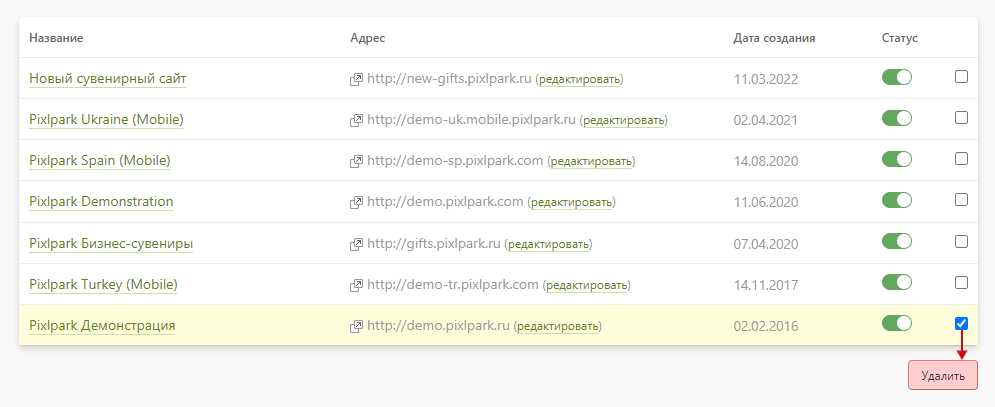 Название Адрес Дата создания Статус
Новый сувенирный сайт http://new-gifts.pixlpark.ru (редактировать) 11.03.2022
Pixlpark Ukraine (Mobile) http://demo-uk.mobile.pixlpark.ru (редактировать) 02.04.2021
Pixlpark Spain (Mobile) http://demo-sp.pixlpark.com (редактировать) 14.08.2020
Pixlpark Demonstration http://demo.pixlpark.com (редактировать) 11.06.2020
Pixlpark Бизнес-сувениры http://gifts.pixlpark.ru (редактировать) 07.04.2020
Pixlpark Turkey (Mobile) http://demo-tr.pixlpark.com (редактировать) 14.11.2017
Pixlpark Демонстрация http://demo.pixlpark.ru (редактировать) 02.02.2016
Удалить